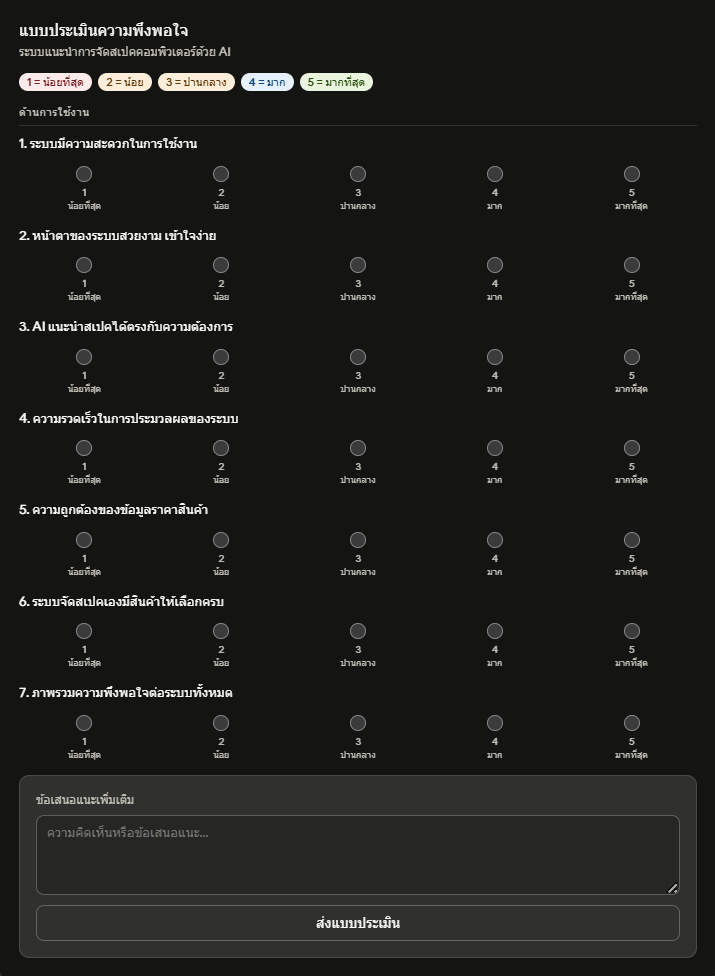 แบบประเมินความพึงพอใจ
ระบบแนะนำการจัดสเปคคอมพิวเตอร์ด้วย AI
1 = น้อยที่สุด 2 = น้อย 3 = ปานกลาง 4 = มาก 5 = มากที่สุด
ด้านการใช้งาน
1. ระบบมีความสะดวกในการใช้งาน
1 2 3 4 5
น้อยที่สุด น้อย ปานกลาง มาก มากที่สุด
2. หน้าตาของระบบสวยงาม เข้าใจง่าย
1 2 3 4 5
น้อยที่สุด น้อย ปานกลาง มาก มากที่สุด
3. AI แนะนำสเปคได้ตรงกับความต้องการ
1 2 3 4 5
น้อยที่สุด น้อย ปานกลาง มาก มากที่สุด
4. ความรวดเร็วในการประมวลผลของระบบ
1 2 3 4 5
น้อยที่สุด น้อย ปานกลาง มาก มากที่สุด
5. ความถูกต้องของข้อมูลราคาสินค้า
1 2 3 4 5
น้อยที่สุด น้อย ปานกลาง มาก มากที่สุด
6. ระบบจัดสเปคเองมีสินค้าให้เลือกครบ
1 2 3 4 5
น้อยที่สุด น้อย ปานกลาง มาก มากที่สุด
7. ภาพรวมความพึงพอใจต่อระบบทั้งหมด
1 2 3 4 5
น้อยที่สุด น้อย ปานกลาง มาก มากที่สุด
ข้อเสนอแนะเพิ่มเติม
ความคิดเห็นหรือข้อเสนอแนะ...
ส่งแบบประเมิน